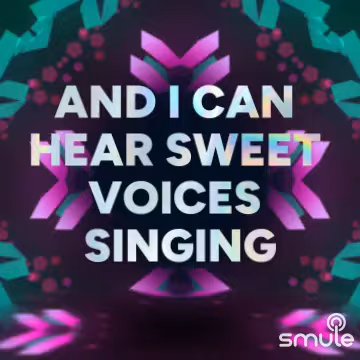 AND I CAN
HEAR SWEET
VOICES
SINGING
smule